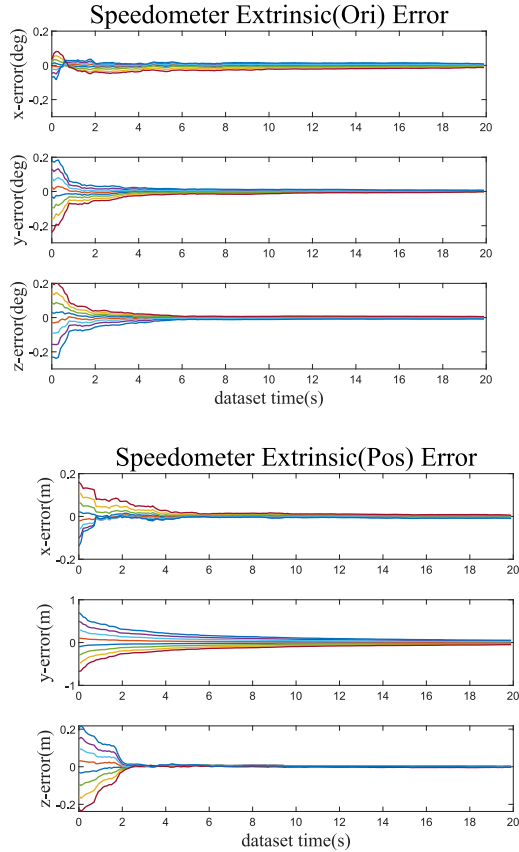 Speedometer Extrinsic(Ori) Error
0.2
0
-0.2
x-error(deg)
0 2 4 6 8 10 12 14 16 18 20
0.2
0
-0.2
y-error(deg)
0 2 4 6 8 10 12 14 16 18 20
0.2
0
-0.2
z-error(deg)
0 2 4 6 8 10 12 14 16 18 20
dataset time(s)
Speedometer Extrinsic(Pos) Error
0.2
0
-0.2
x-error(m)
0 2 4 6 8 10 12 14 16 18 20
1
0
-1
y-error(m)
0 2 4 6 8 10 12 14 16 18 20
0.2
0
-0.2
z-error(m)
0 2 4 6 8 10 12 14 16 18 20
dataset time(s)